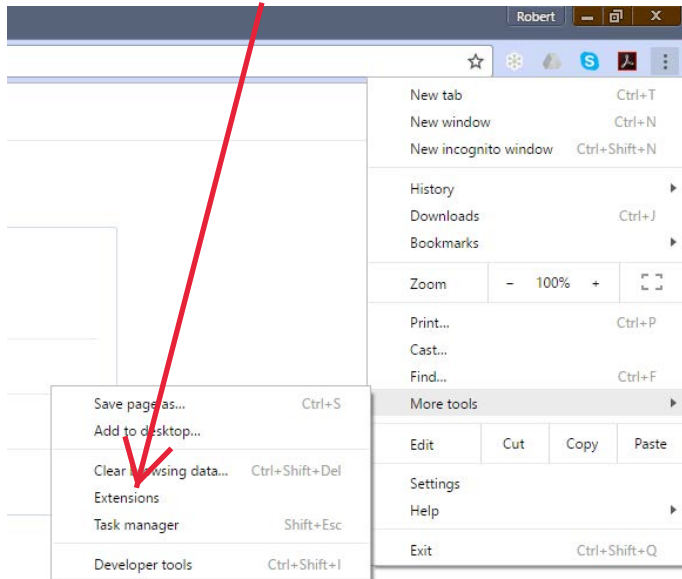 Robert
New tab Ctrl+T
New window Ctrl+N
New incognito window Ctrl+Shift+N
History
Downloads Ctrl+J
Bookmarks
Zoom - 100% +
Print... Ctrl+P
Cast...
Find... Ctrl+F
More tools
Edit Cut Copy Paste
Settings
Help
Exit Ctrl+Shift+Q
Save page as... Ctrl+S
Add to desktop...
Clear browsing data... Ctrl+Shift+Del
Extensions
Task manager Shift+Esc
Developer tools Ctrl+Shift+I